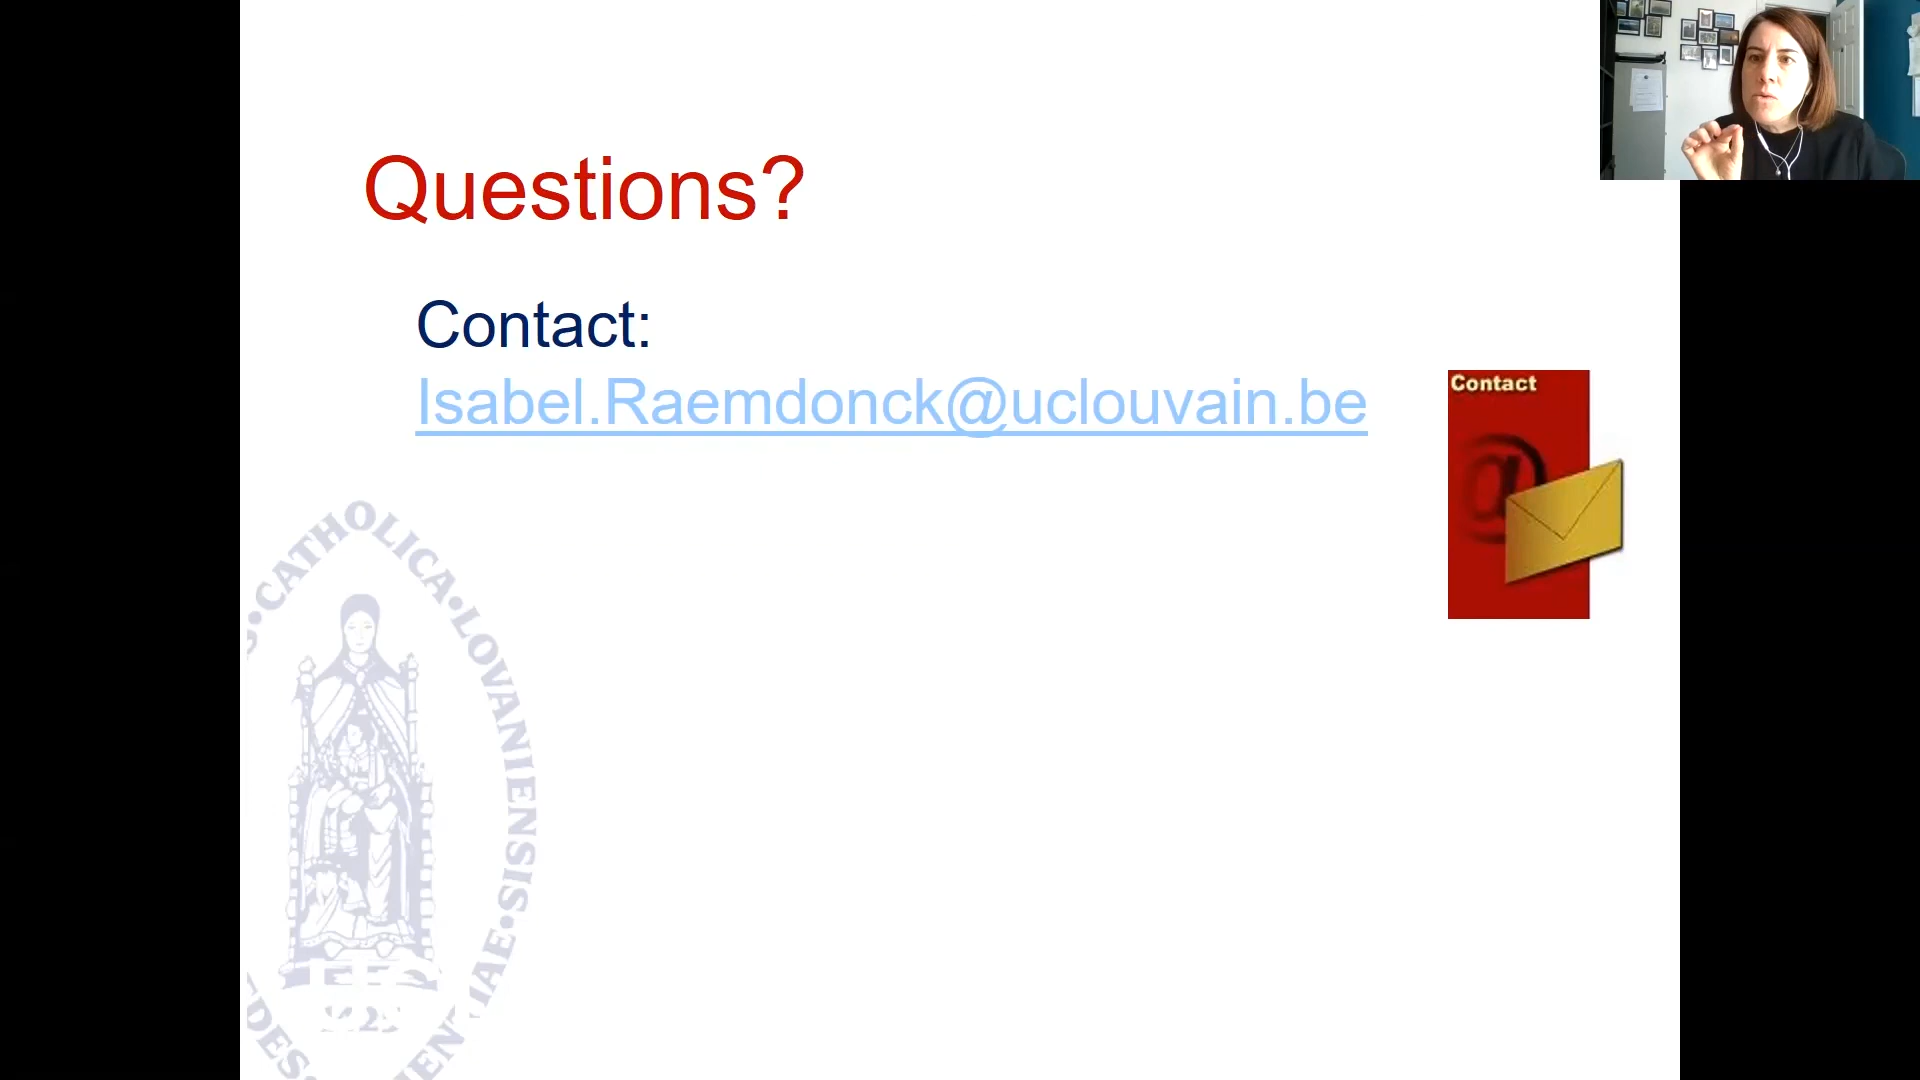 Questions?
Contact:
Isabel.Raemdonck@uclouvain.be
Contact
@
CATHOLICA•LOVANIENSIS•